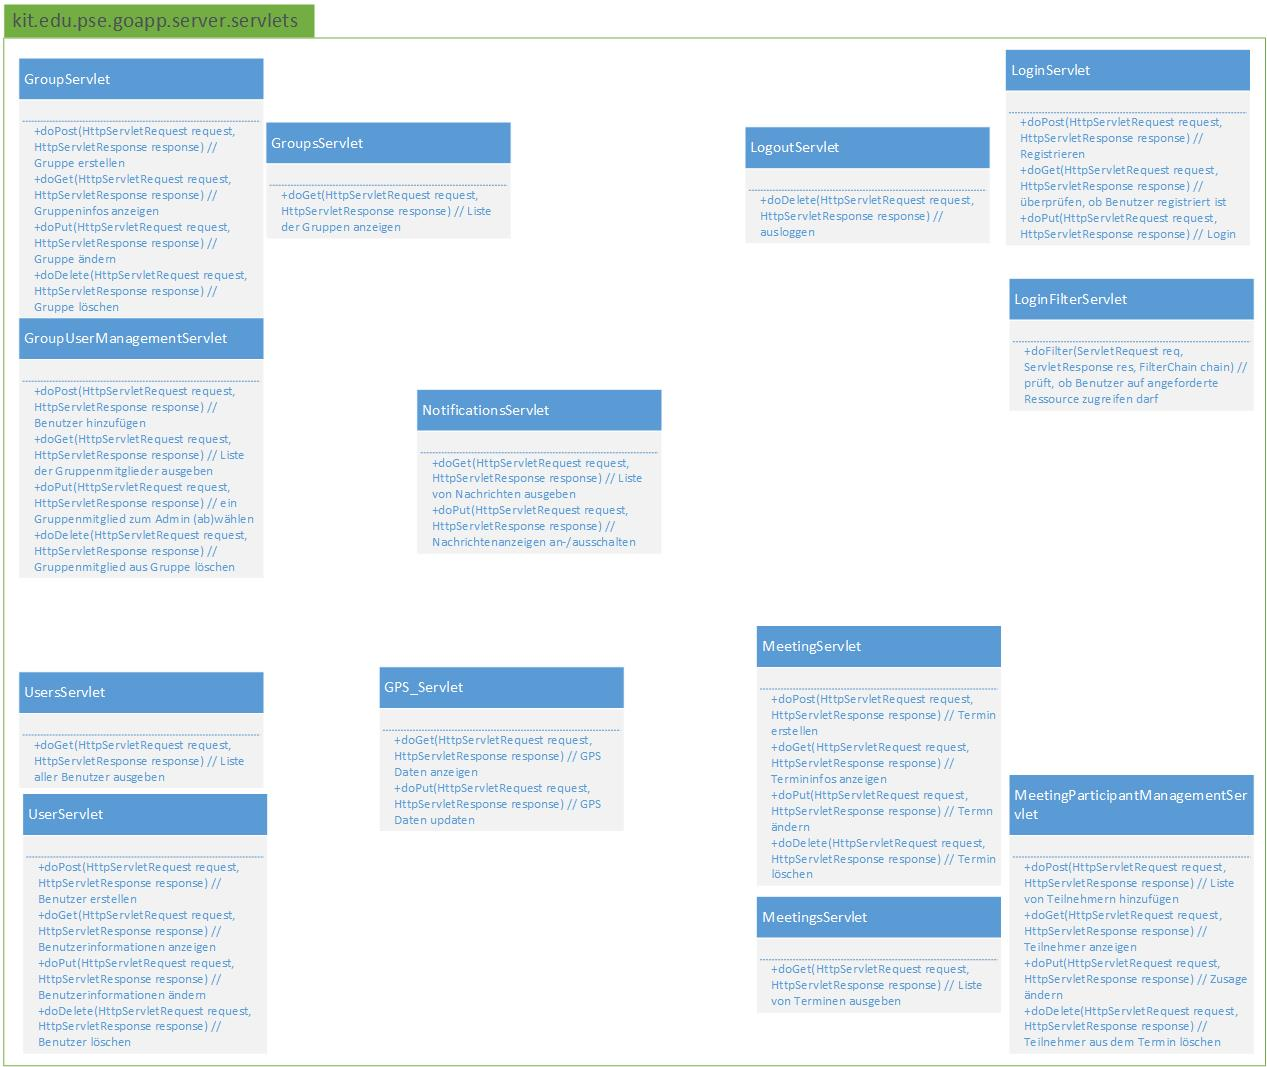 kit.edu.pse.goapp.server.servlets
GroupServlet
+doPost(HttpServletRequest request,
HttpServletResponse response) //
Gruppe erstellen
+doGet(HttpServletRequest request,
HttpServletResponse response) //
Gruppeninfos anzeigen
+doPut(HttpServletRequest request,
HttpServletResponse response) //
Gruppe ändern
+doDelete(HttpServletRequest request,
HttpServletResponse response) //
Gruppe löschen
GroupsServlet
+doGet(HttpServletRequest request,
HttpServletResponse response) // Liste
der Gruppen anzeigen
LogoutServlet
+doDelete(HttpServletRequest request,
HttpServletResponse response) //
ausloggen
LoginServlet
+doPost(HttpServletRequest request,
HttpServletResponse response) //
Registrieren
+doGet(HttpServletRequest request,
HttpServletResponse response) //
überprüfen, ob Benutzer registriert ist
+doPut(HttpServletRequest request,
HttpServletResponse response) // Login
LoginFilterServlet
+doFilter(ServletRequest req,
ServletResponse res, FilterChain chain) //
prüft, ob Benutzer auf angeforderte
Ressource zugreifen darf
GroupUserManagementServlet
+doPost(HttpServletRequest request,
HttpServletResponse response) //
Benutzer hinzufügen
+doGet(HttpServletRequest request,
HttpServletResponse response) // Liste
der Gruppenmitglieder ausgeben
+doPut(HttpServletRequest request,
HttpServletResponse response) // ein
Gruppenmitglied zum Admin (ab)wählen
+doDelete(HttpServletRequest request,
HttpServletResponse response) //
Gruppenmitglied aus Gruppe löschen
NotificationsServlet
+doGet(HttpServletRequest request,
HttpServletResponse response) // Liste
von Nachrichten ausgeben
+doPut(HttpServletRequest request,
HttpServletResponse response) //
Nachrichtenanzeigen an-/ausschalten
UsersServlet
+doGet(HttpServletRequest request,
HttpServletResponse response) // Liste
aller Benutzer ausgeben
UserServlet
+doPost(HttpServletRequest request,
HttpServletResponse response) //
Benutzer erstellen
+doGet(HttpServletRequest request,
HttpServletResponse response) //
Benutzerinformationen anzeigen
+doPut(HttpServletRequest request,
HttpServletResponse response) //
Benutzerinformationen ändern
+doDelete(HttpServletRequest request,
HttpServletResponse response) //
Benutzer löschen
GPS_Servlet
+doGet(HttpServletRequest request,
HttpServletResponse response) // GPS
Daten anzeigen
+doPut(HttpServletRequest request,
HttpServletResponse response) // GPS
Daten updaten
MeetingServlet
+doPost(HttpServletRequest request,
HttpServletResponse response) // Termin
erstellen
+doGet(HttpServletRequest request,
HttpServletResponse response) //
Termininfos anzeigen
+doPut(HttpServletRequest request,
HttpServletResponse response) // Termn
ändern
+doDelete(HttpServletRequest request,
HttpServletResponse response) // Termin
löschen
MeetingsServlet
+doGet(HttpServletRequest request,
HttpServletResponse response) // Liste
von Terminen ausgeben
MeetingParticipantManagementSer
vlet
+doPost(HttpServletRequest request,
HttpServletResponse response) // Liste
von Teilnehmern hinzufügen
+doGet(HttpServletRequest request,
HttpServletResponse response) //
Teilnehmer anzeigen
+doPut(HttpServletRequest request,
HttpServletResponse response) // Zusage
ändern
+doDelete(HttpServletRequest request,
HttpServletResponse response) //
Teilnehmer aus dem Termin löschen